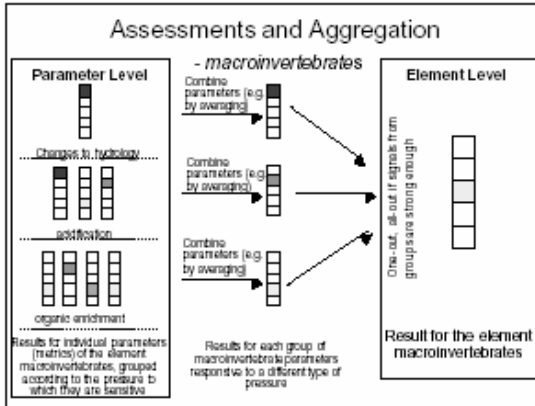 Assessments and Aggregation
- macroinvertebrates
Parameter Level
Changes to hydrology
acidification
organic enrichment
Results for individual parameters
(metrics) of the element
macroinvertebrates, grouped
according to the pressure to
which they are sensitive
Combine
parameters (e.g.
by averaging)
Combine
parameters (e.g.
by averaging)
Combine
parameters (e.g.
by averaging)
Results for each group of
macroinvertebrate parameters
responsive to a different type of
pressure
Element Level
One-out, all-out if signals from
groups are strong enough
Result for the element
macroinvertebrates